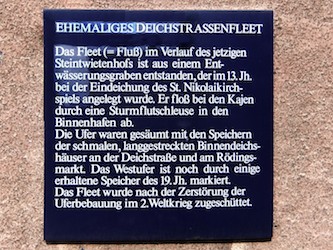 EHEMALIGES DEICHSTRASSENFLEET
Das Fleet (= Fluß) im Verlauf des jetzigen
Steintwietenhofs ist aus einem Ent-
wässerungsgraben entstanden, der im 13. Jh.
bei der Eindeichung des St. Nikolaikirch-
spiels angelegt wurde. Er floß bei den Kajen
durch eine Sturmflutschleuse in den
Binnenhafen ab.
Die Ufer waren gesäumt mit den Speichern
der schmalen, langgestreckten Binnendeichs-
häuser an der Deichstraße und am Rödings-
markt. Das Westufer ist noch durch einige
erhaltene Speicher des 19. Jh. markiert.
Das Fleet wurde nach der Zerstörung der
Uferbebauung im 2. Weltkrieg zugeschüttet.